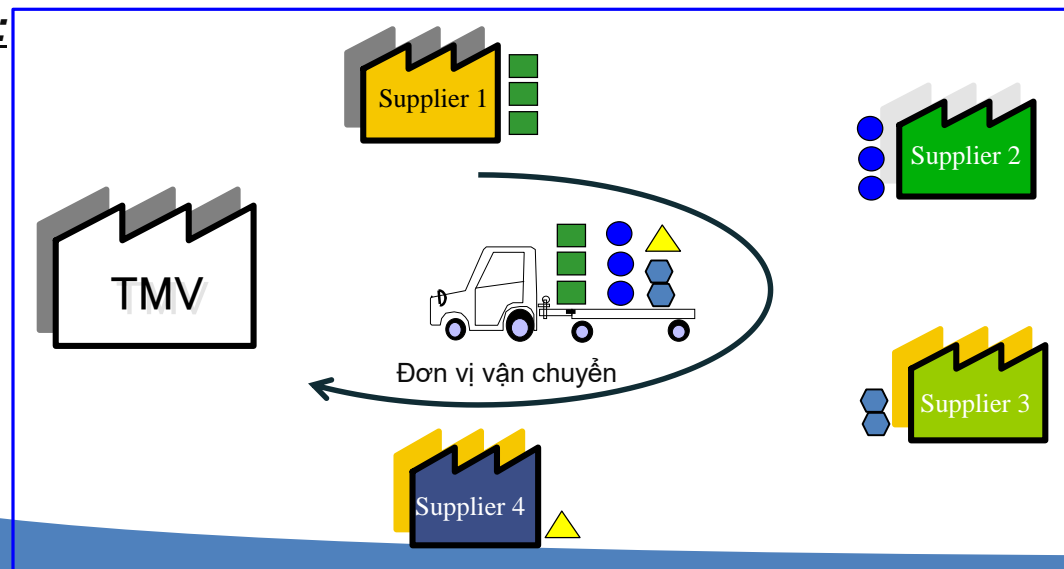 Supplier 1
Supplier 2
TMV
Đơn vị vận chuyển
Supplier 3
Supplier 4